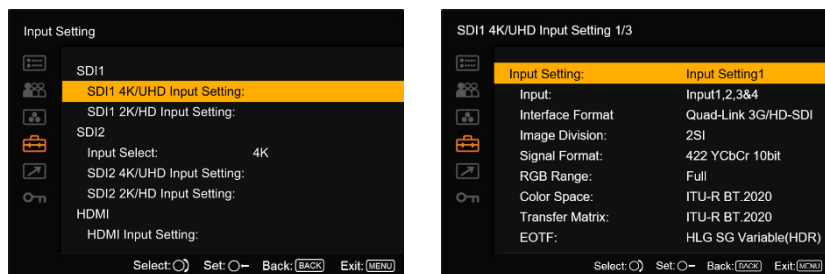 Input Setting
SDI1
SDI1 4K/UHD Input Setting:
SDI1 2K/HD Input Setting:
SDI2
Input Select: 4K
SDI2 4K/UHD Input Setting:
SDI2 2K/HD Input Setting:
HDMI
HDMI Input Setting:
Select: Set: Back: BACK Exit: MENU
SDI1 4K/UHD Input Setting 1/3
Input Setting: Input Setting1
Input: Input1,2,3&4
Interface Format Quad-Link 3G/HD-SDI
Image Division: 2SI
Signal Format: 422 YCbCr 10bit
RGB Range: Full
Color Space: ITU-R BT.2020
Transfer Matrix: ITU-R BT.2020
EOTF: HLG SG Variable(HDR)
Select: Set: Back: BACK Exit: MENU